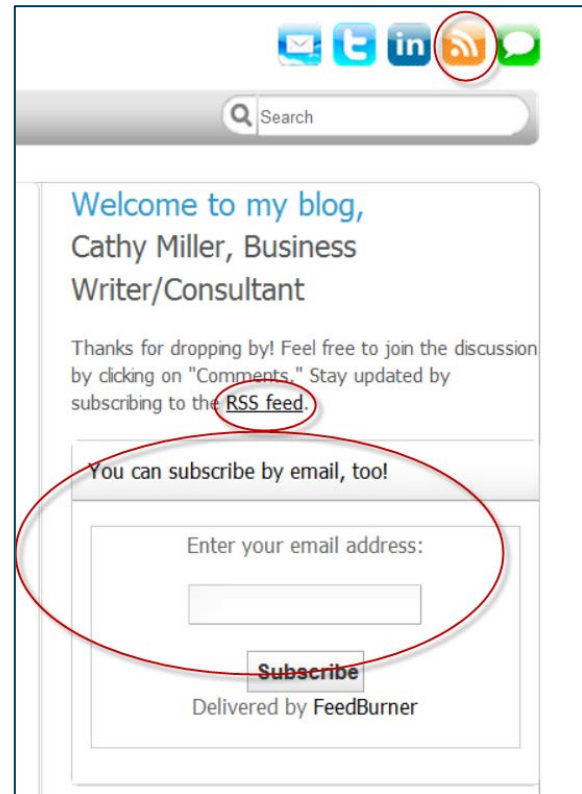 in
Search
Welcome to my blog,
Cathy Miller, Business
Writer/Consultant
Thanks for dropping by! Feel free to join the discussion
by clicking on "Comments." Stay updated by
subscribing to the RSS feed.
You can subscribe by email, too!
Enter your email address:
Subscribe
Delivered by FeedBurner